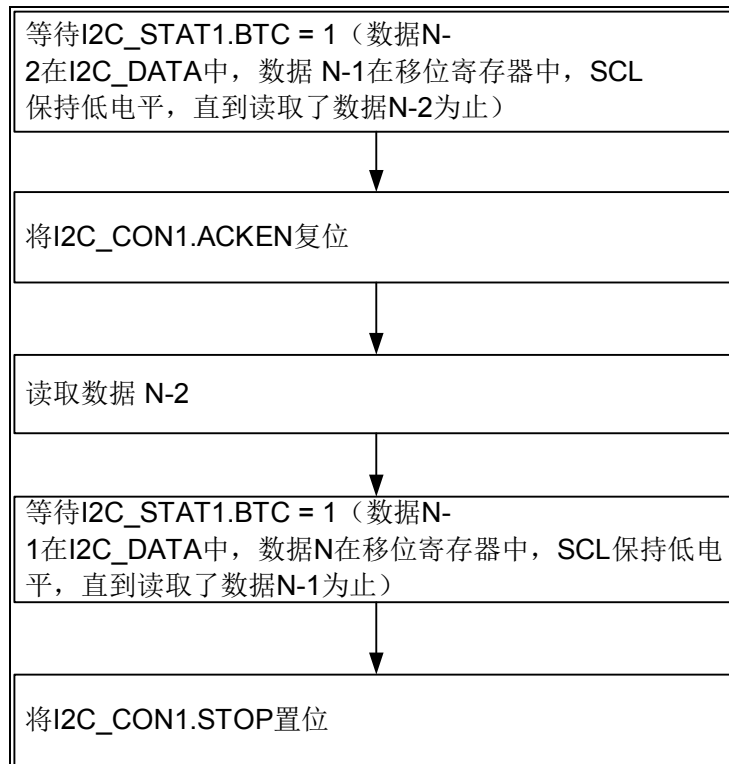 等待I2C_STAT1.BTC = 1（数据N-
2在I2C_DATA中，数据 N-1在移位寄存器中，SCL
保持低电平，直到读取了数据N-2为止）
将I2C_CON1.ACKEN复位
读取数据 N-2
等待I2C_STAT1.BTC = 1（数据N-
1在I2C_DATA中，数据N在移位寄存器中，SCL保持低电
平，直到读取了数据N-1为止）
将I2C_CON1.STOP置位